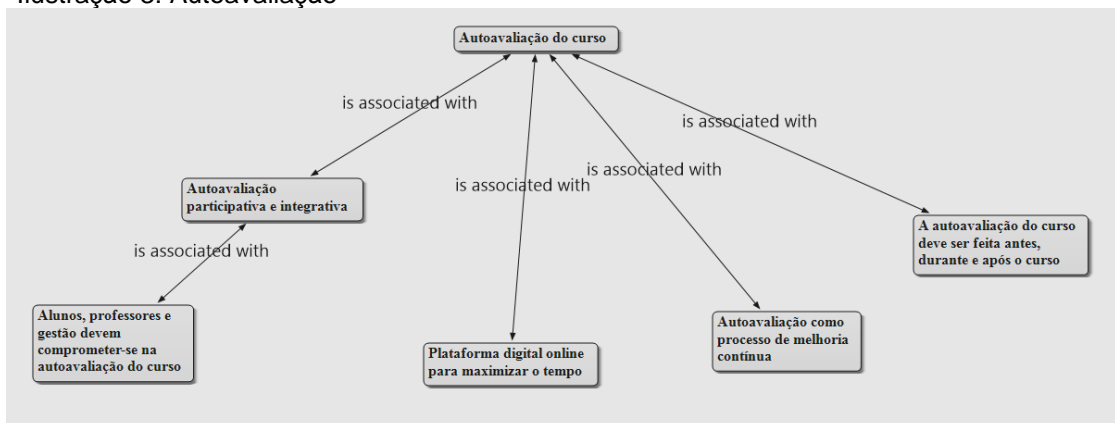 Ilustração 3: Autoavaliação
Autoavaliação do curso
is associated with
is associated with
is associated with
is associated with
Autoavaliação
participativa e integrativa
A autoavaliação do curso
deve ser feita antes,
durante e após o curso
is associated with
Alunos, professores e
gestão devem
comprometer-se na
autoavaliação do curso
Plataforma digital online
para maximizar o tempo
Autoavaliação como
processo de melhoria
contínua